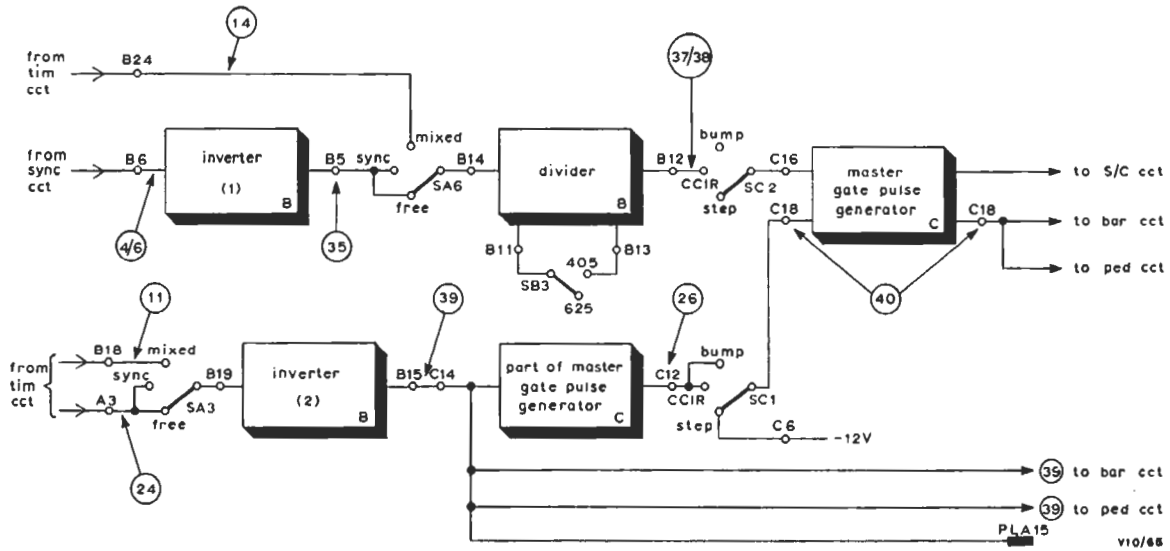 from
tim
cct
B24
14
mixed
from
sync
cct
B6
4/6
inverter
(1)
B
B5
35
sync
free
SA6
B14
divider
B
B11
B13
SB3
405
625
B12
37/38
CCIR
bump
step
SC2
C16
C18
master
gate pulse
generator
C
C18
40
to S/C cct
to bar cct
to ped cct
from
tim
cct
B18
11
mixed
sync
A3
24
free
SA3
B19
inverter
(2)
B
B15
39
C14
part of master
gate pulse
generator
C
C12
26
CCIR
bump
step
SC1
C6
-12V
39 to bar cct
39 to ped cct
PLA15
V10/65